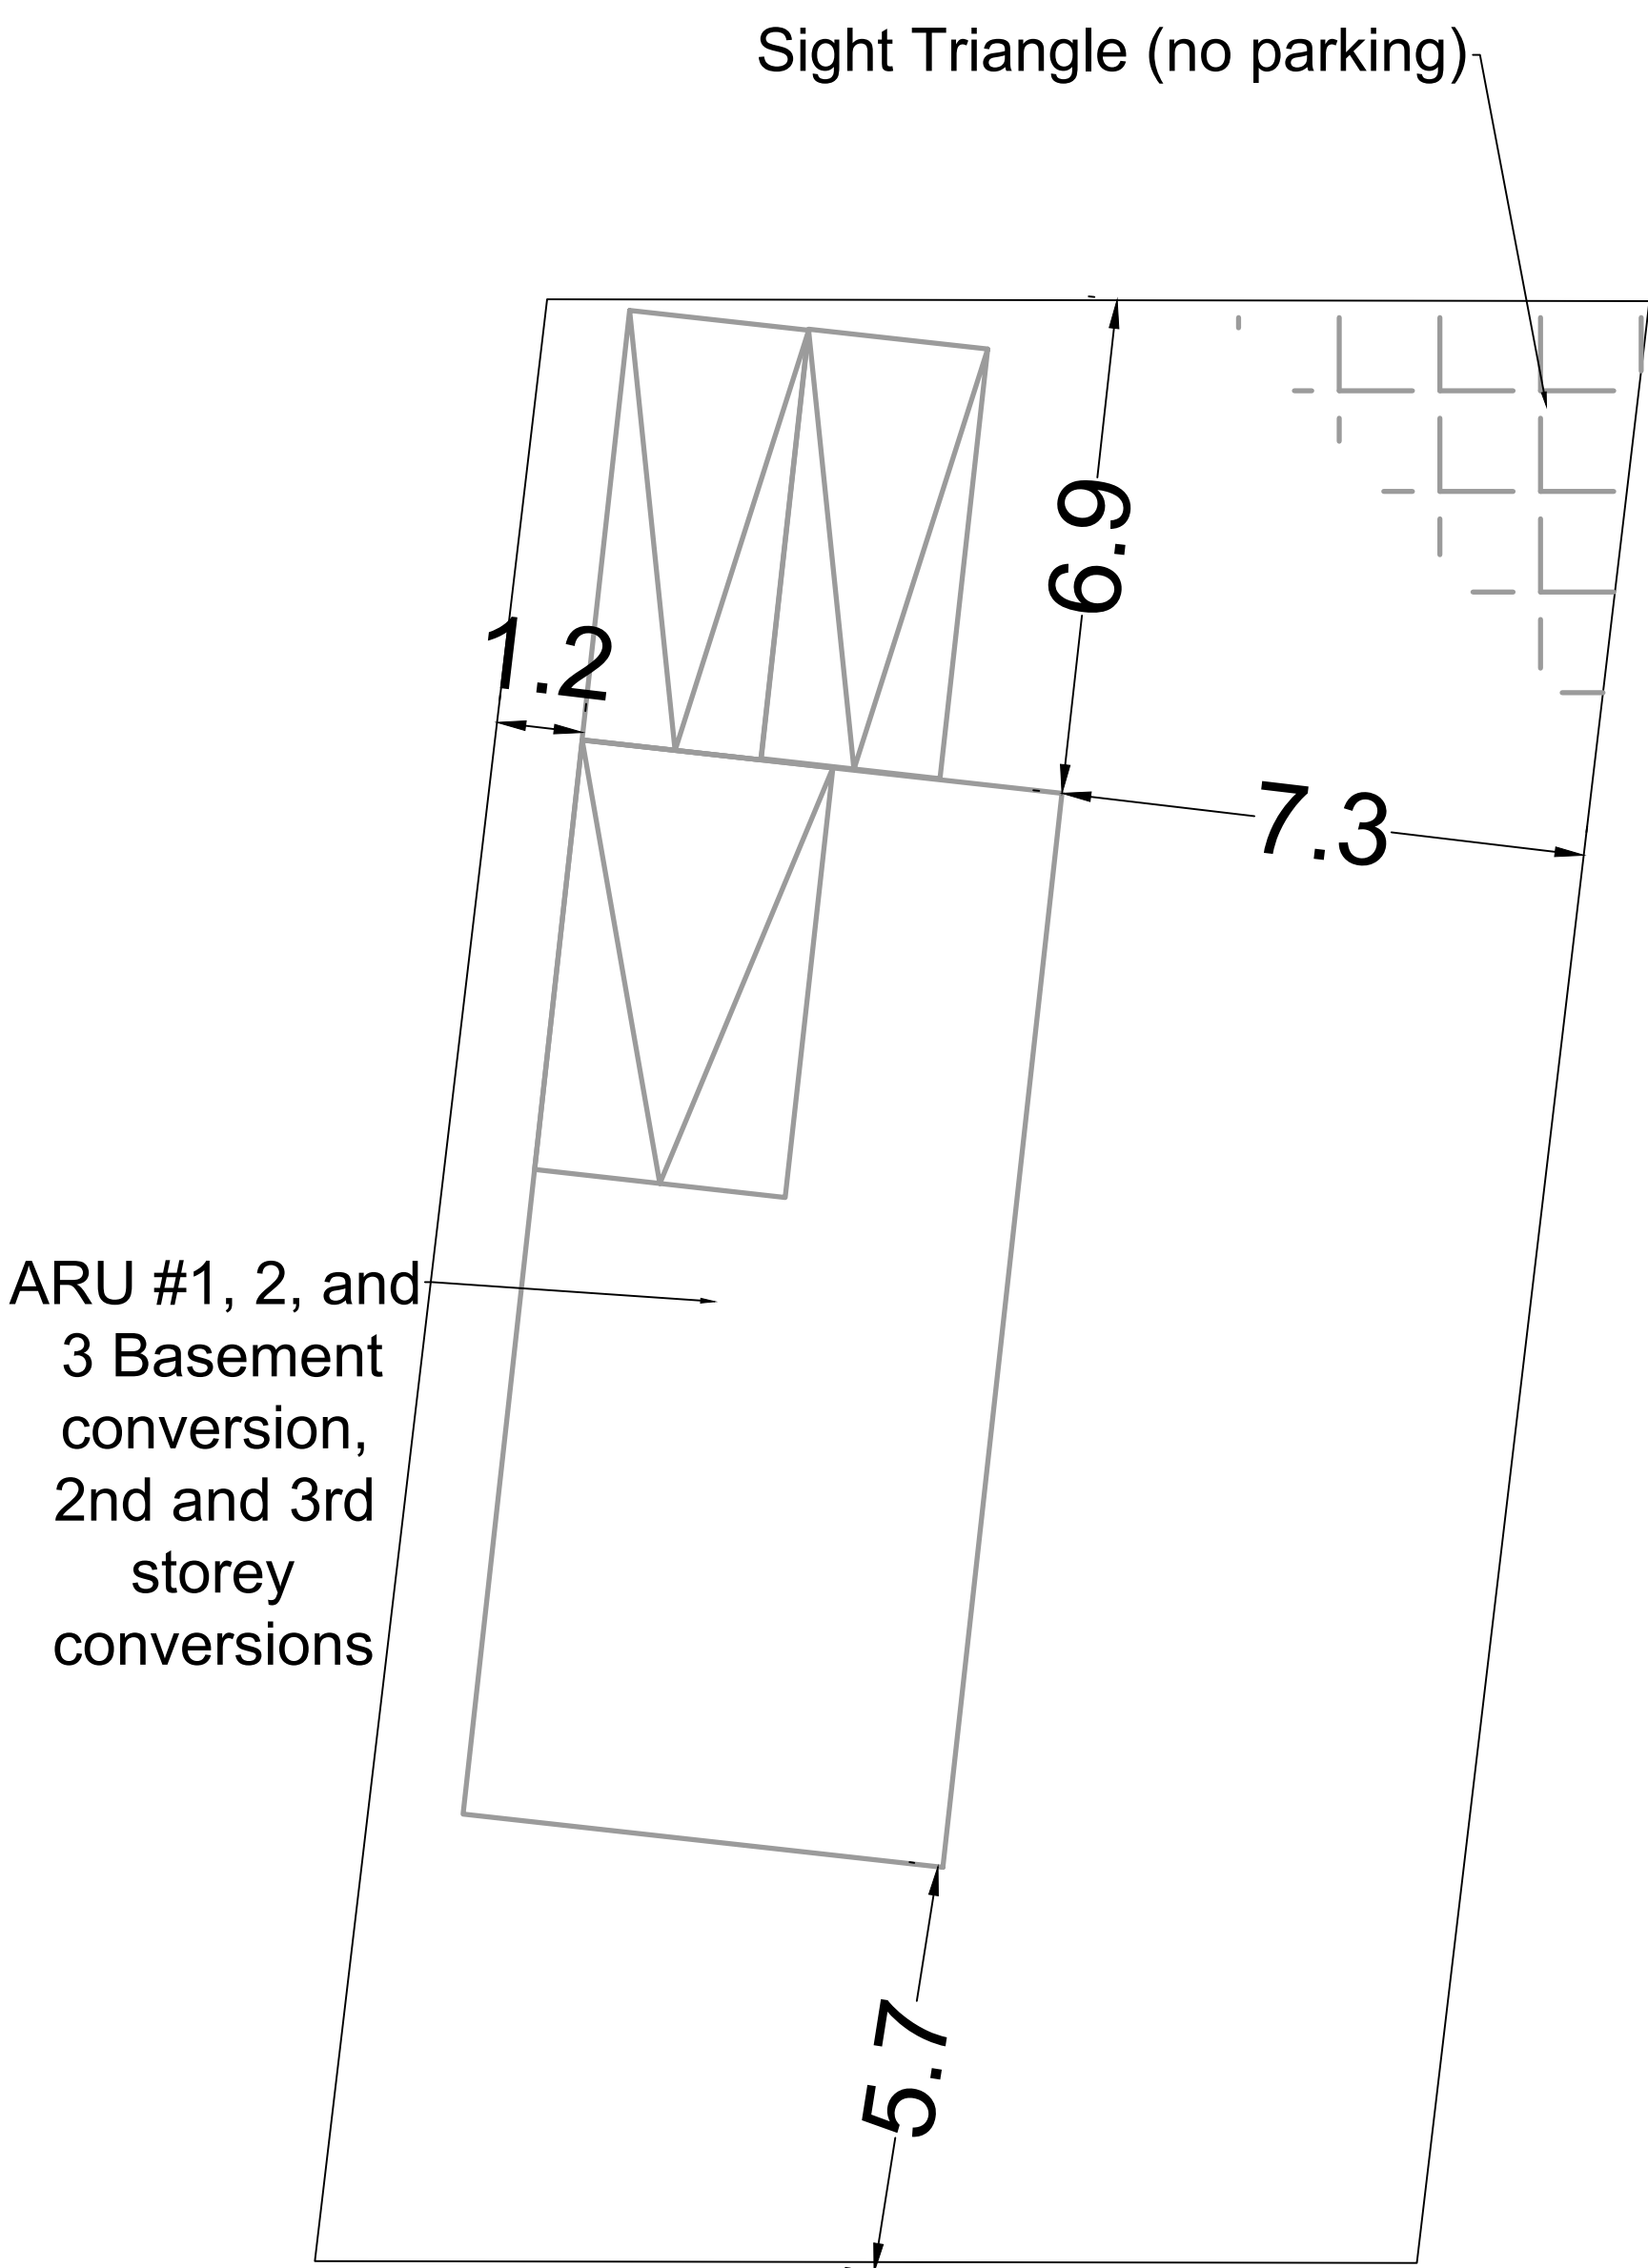 Sight Triangle (no parking)
6.9
1.2
7.3
ARU #1, 2, and
3 Basement
conversion,
2nd and 3rd
storey
conversions
5.7